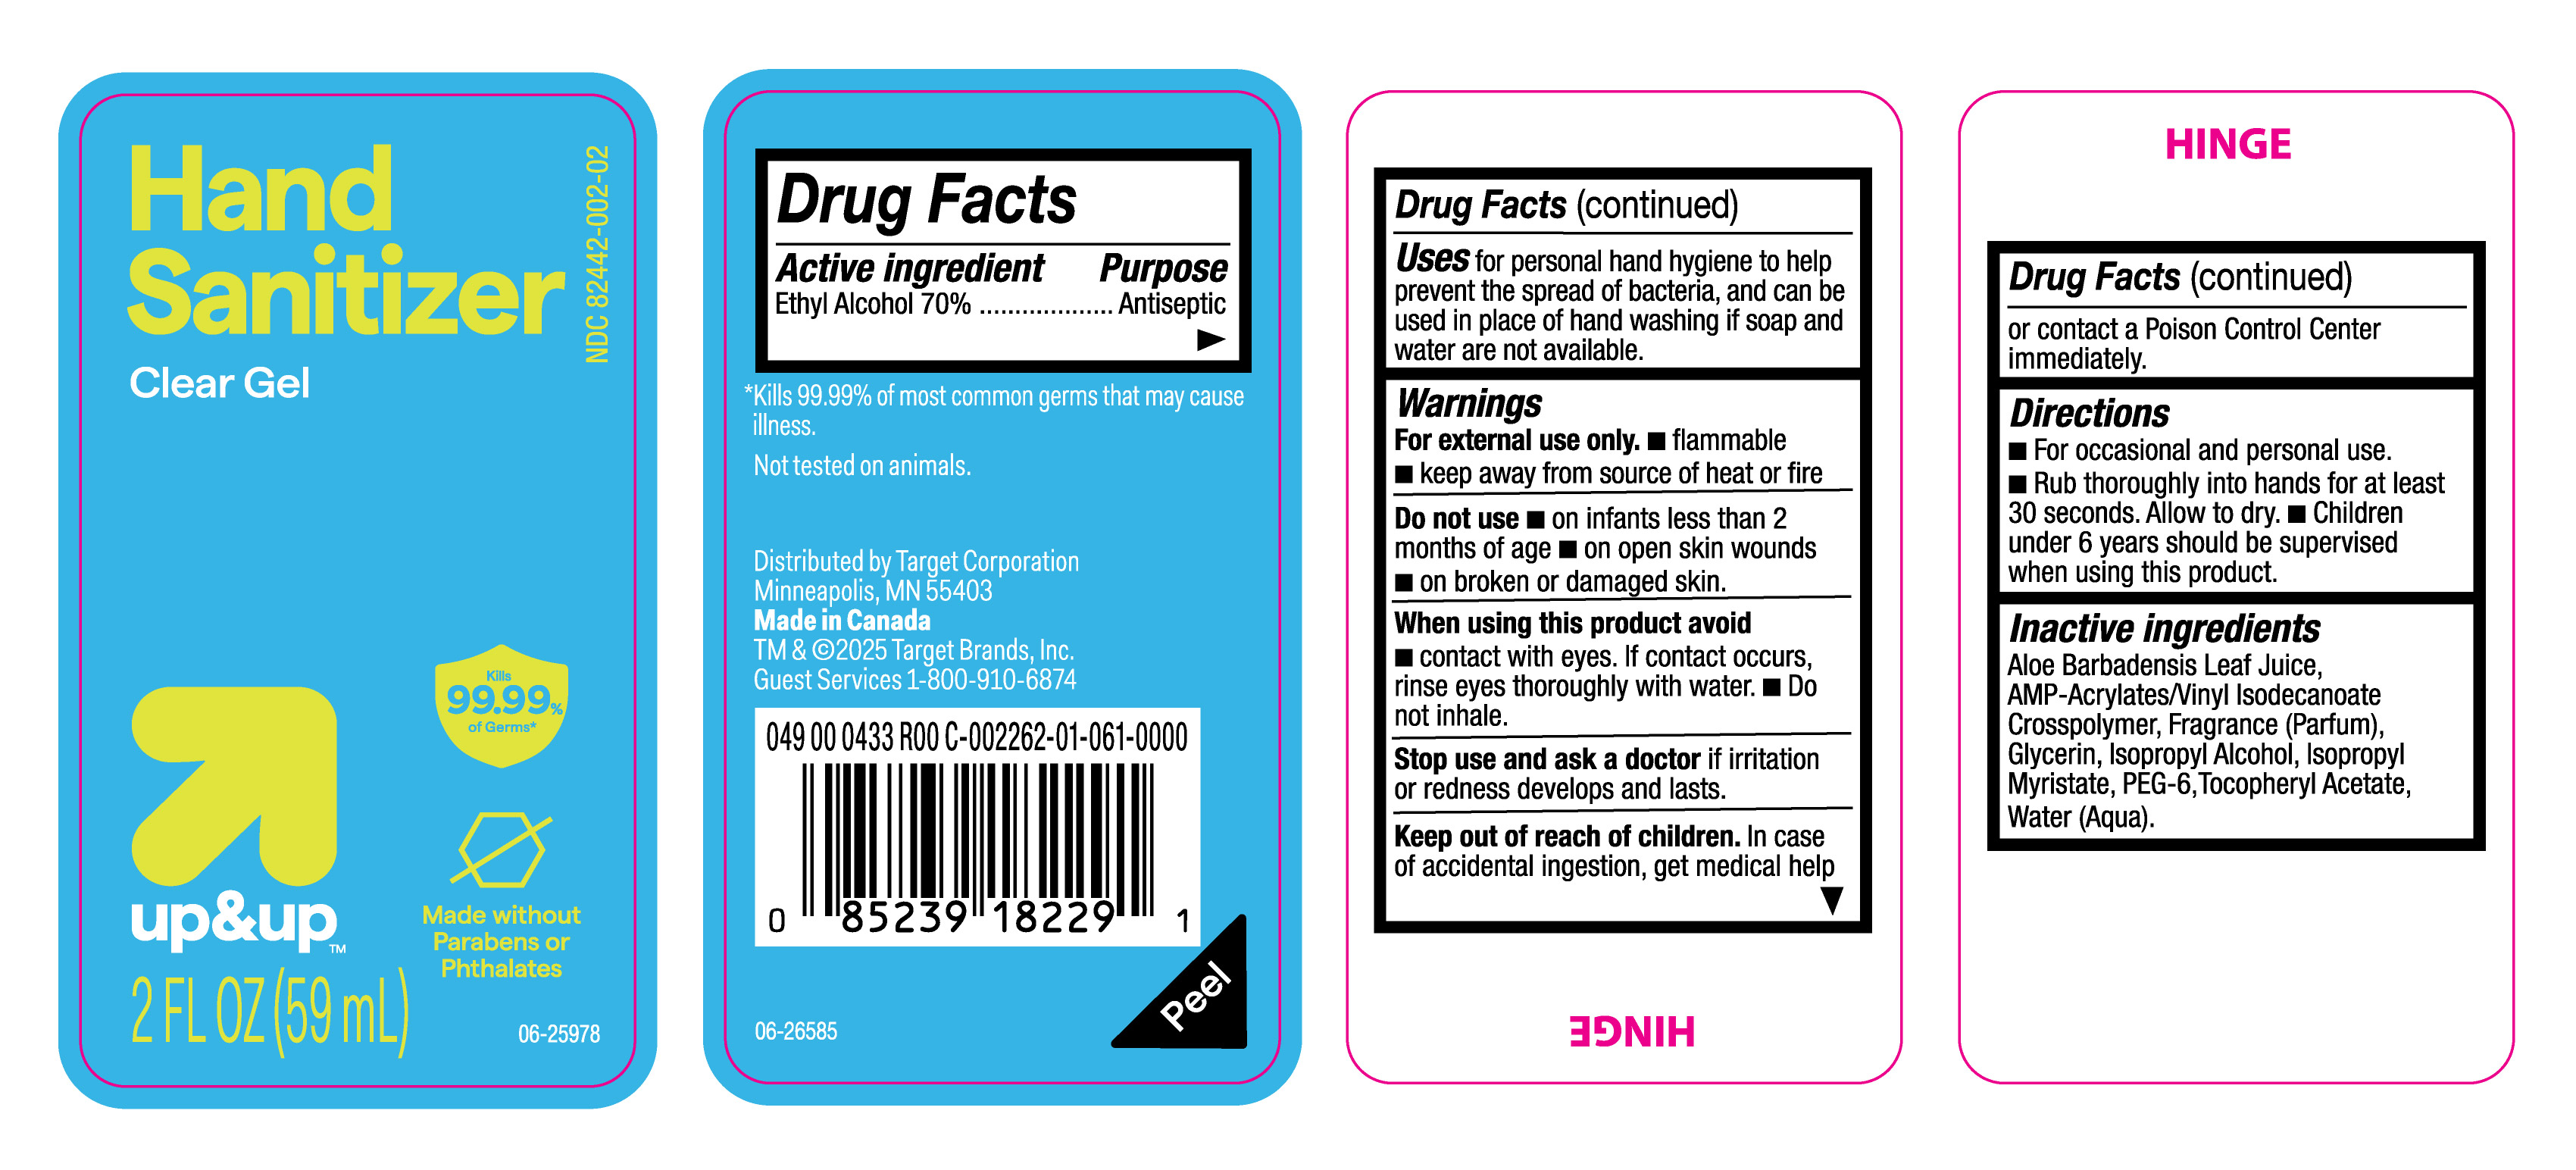 Hand
Sanitizer
Clear Gel
NDC 82442-002-02
Kills
99.99%
of Germs*
up&up™
Made without
Parabens or
Phthalates
2 FL OZ (59 mL)
06-25978
Drug Facts
Active ingredient Purpose
Ethyl Alcohol 70% ................... Antiseptic
*Kills 99.99% of most common germs that may cause
illness.
Not tested on animals.
Distributed by Target Corporation
Minneapolis, MN 55403
Made in Canada
TM & ©2025 Target Brands, Inc.
Guest Services 1-800-910-6874
049 00 0433 R00 C-002262-01-061-0000
0 85239 18229 1
Peel
06-26585
Drug Facts (continued)
Uses for personal hand hygiene to help
prevent the spread of bacteria, and can be
used in place of hand washing if soap and
water are not available.
Warnings
For external use only. ■ flammable
■ keep away from source of heat or fire
Do not use ■ on infants less than 2
months of age ■ on open skin wounds
■ on broken or damaged skin.
When using this product avoid
■ contact with eyes. If contact occurs,
rinse eyes thoroughly with water. ■ Do
not inhale.
Stop use and ask a doctor if irritation
or redness develops and lasts.
Keep out of reach of children. In case
of accidental ingestion, get medical help
HINGE
HINGE
Drug Facts (continued)
or contact a Poison Control Center
immediately.
Directions
■ For occasional and personal use.
■ Rub thoroughly into hands for at least
30 seconds. Allow to dry. ■ Children
under 6 years should be supervised
when using this product.
Inactive ingredients
Aloe Barbadensis Leaf Juice,
AMP-Acrylates/Vinyl Isodecanoate
Crosspolymer, Fragrance (Parfum),
Glycerin, Isopropyl Alcohol, Isopropyl
Myristate, PEG-6,Tocopheryl Acetate,
Water (Aqua).